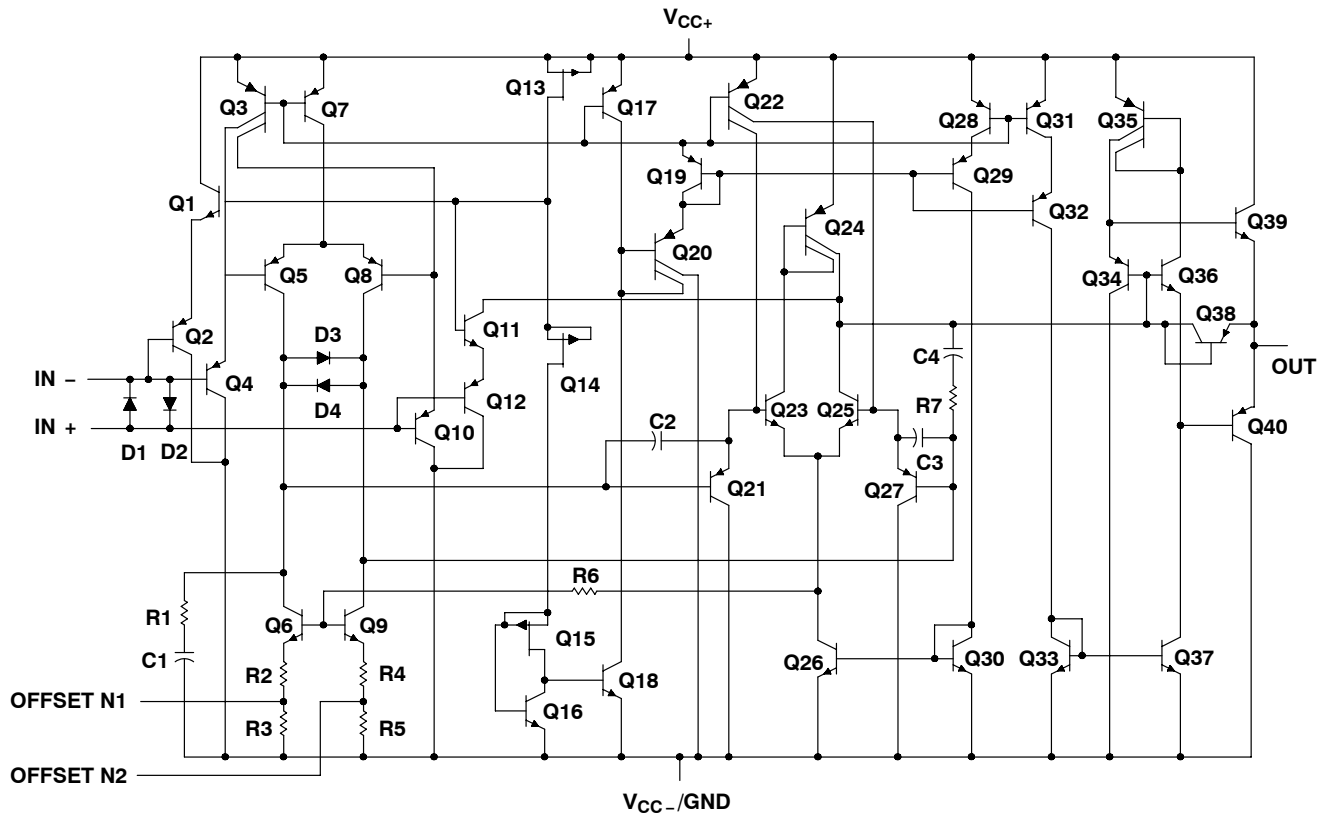 VCC+
Q3
Q7
Q13
Q17
Q22
Q28
Q31
Q35
Q1
Q19
Q29
Q32
Q39
Q5
Q8
Q20
Q24
Q34
Q36
Q2
D3
Q11
Q38
IN −
Q4
D4
Q14
C4
OUT
IN +
D1
D2
Q10
Q12
C2
Q23
Q25
R7
Q40
C3
Q21
Q27
R1
R6
C1
Q6
Q9
Q15
Q26
Q30
Q33
Q37
R2
R4
Q18
OFFSET N1
R3
R5
Q16
OFFSET N2
VCC−/GND